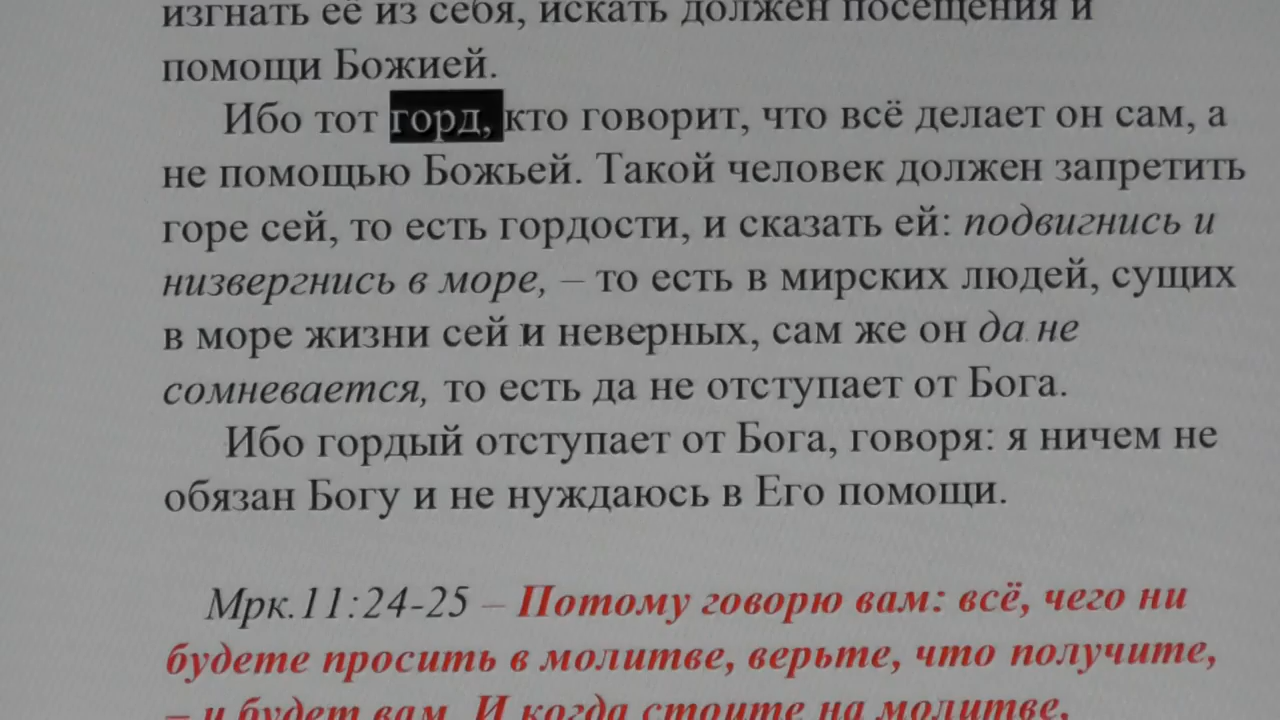 изгнать её из себя, искать должен посещения и
помощи Божией.
Ибо тот горд, кто говорит, что всё делает он сам, а
не помощью Божьей. Такой человек должен запретить
горе сей, то есть гордости, и сказать ей: подвигнись и
низвергнись в море, – то есть в мирских людей, сущих
в море жизни сей и неверных, сам же он да не
сомневается, то есть да не отступает от Бога.
Ибо гордый отступает от Бога, говоря: я ничем не
обязан Богу и не нуждаюсь в Его помощи.
Мрк.11:24-25 – Потому говорю вам: всё, чего ни
будете просить в молитве, верьте, что получите,
– и будет вам. И когда стоите на молитве,